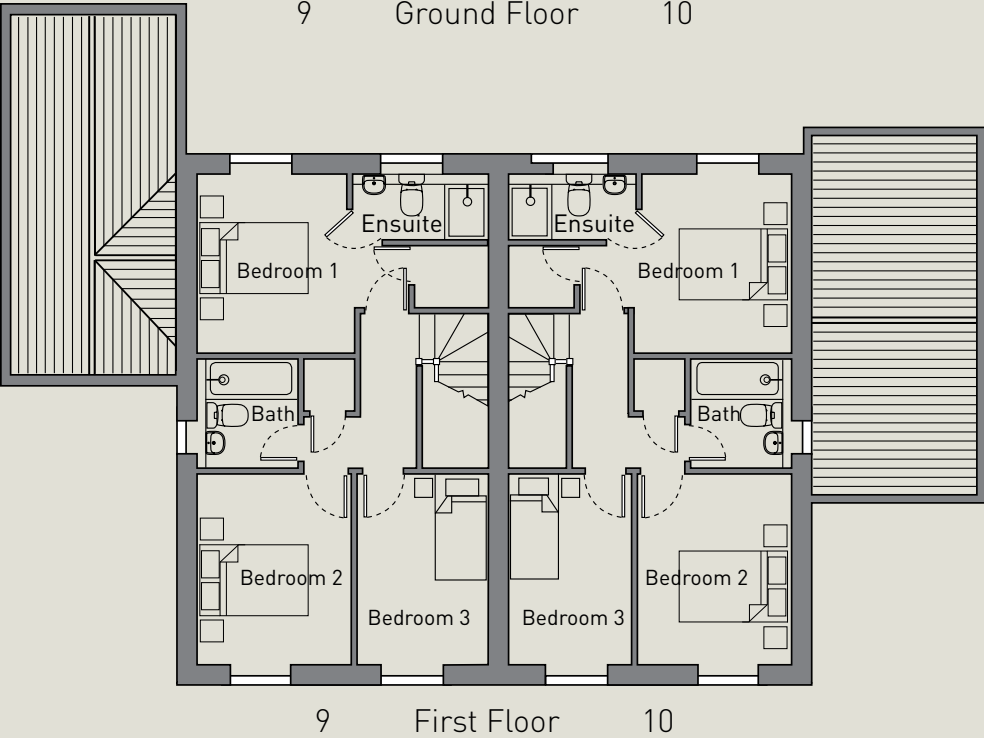 9 Ground Floor 10
Ensuite Ensuite
Bedroom 1 Bedroom 1
Bath Bath
Bedroom 2 Bedroom 2
Bedroom 3 Bedroom 3
9 First Floor 10